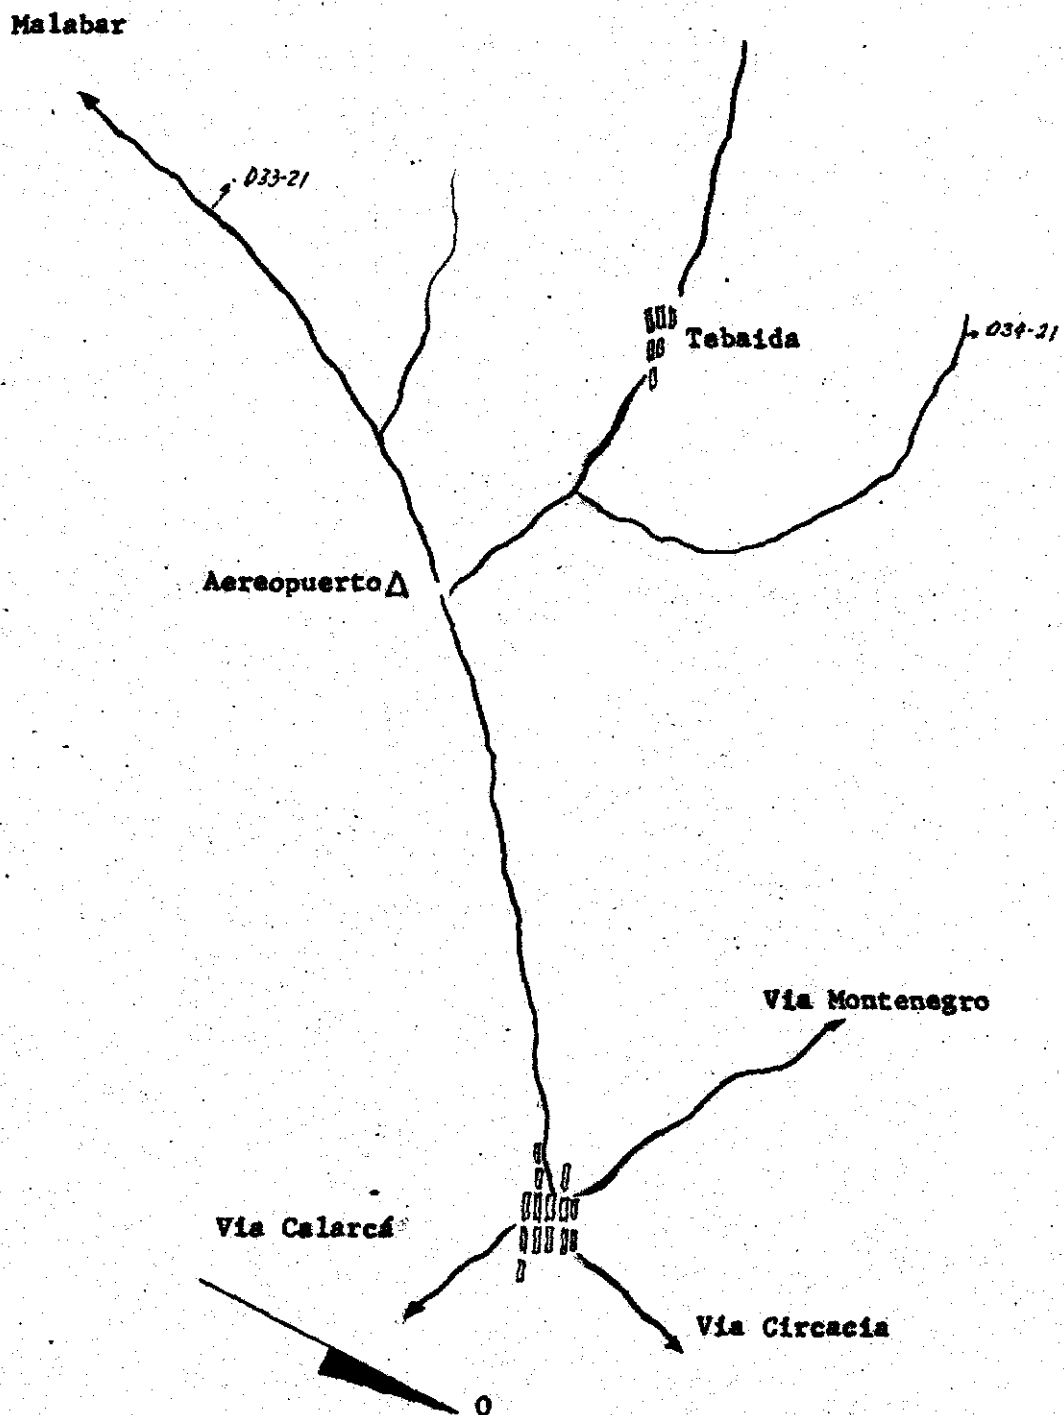 Malabar
D33-21
Tebaida
D34-21
Aereopuerto
Via Montenegro
Via Calarcá
Via Circacia
O